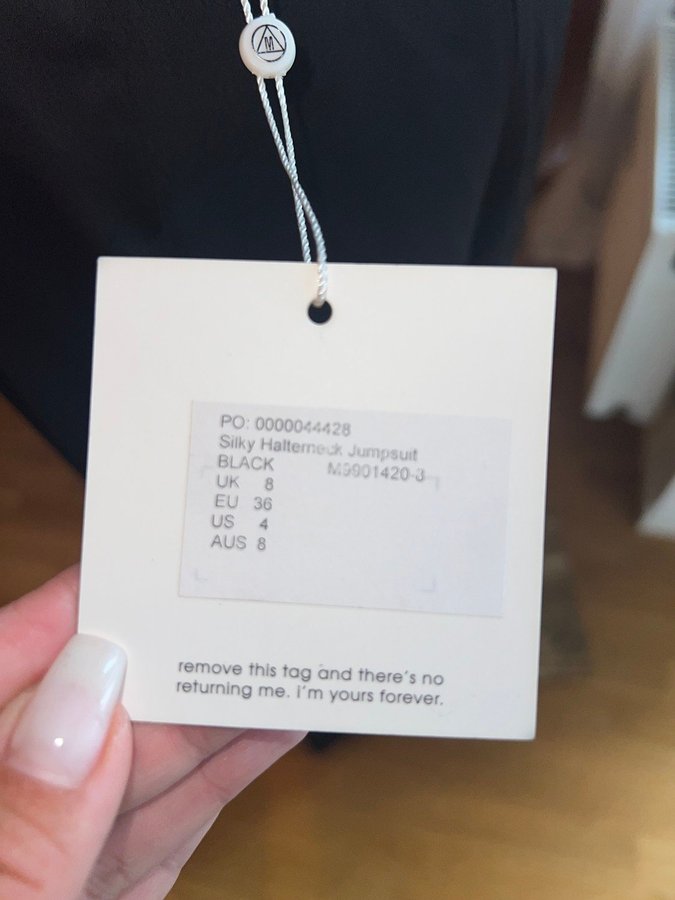 M
PO: 0000044428
Silky Halterneck Jumpsuit
BLACK M9901420-3
UK 8
EU 36
US 4
AUS 8
remove this tag and there's no
returning me. i'm yours forever.